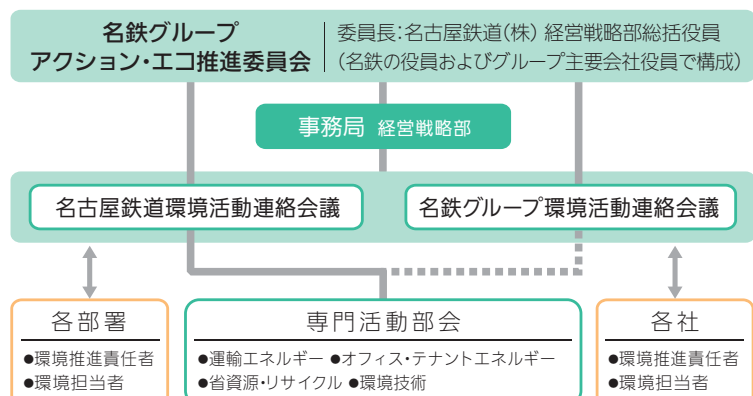 名鉄グループ
アクション・エコ推進委員会
委員長：名古屋鉄道(株) 経営戦略部総括役員
(名鉄の役員およびグループ主要会社役員で構成)
事務局 経営戦略部
名古屋鉄道環境活動連絡会議
名鉄グループ環境活動連絡会議
各部署
●環境推進責任者
●環境担当者
専門活動部会
●運輸エネルギー ●オフィス・テナントエネルギー
●省資源・リサイクル ●環境技術
各社
●環境推進責任者
●環境担当者